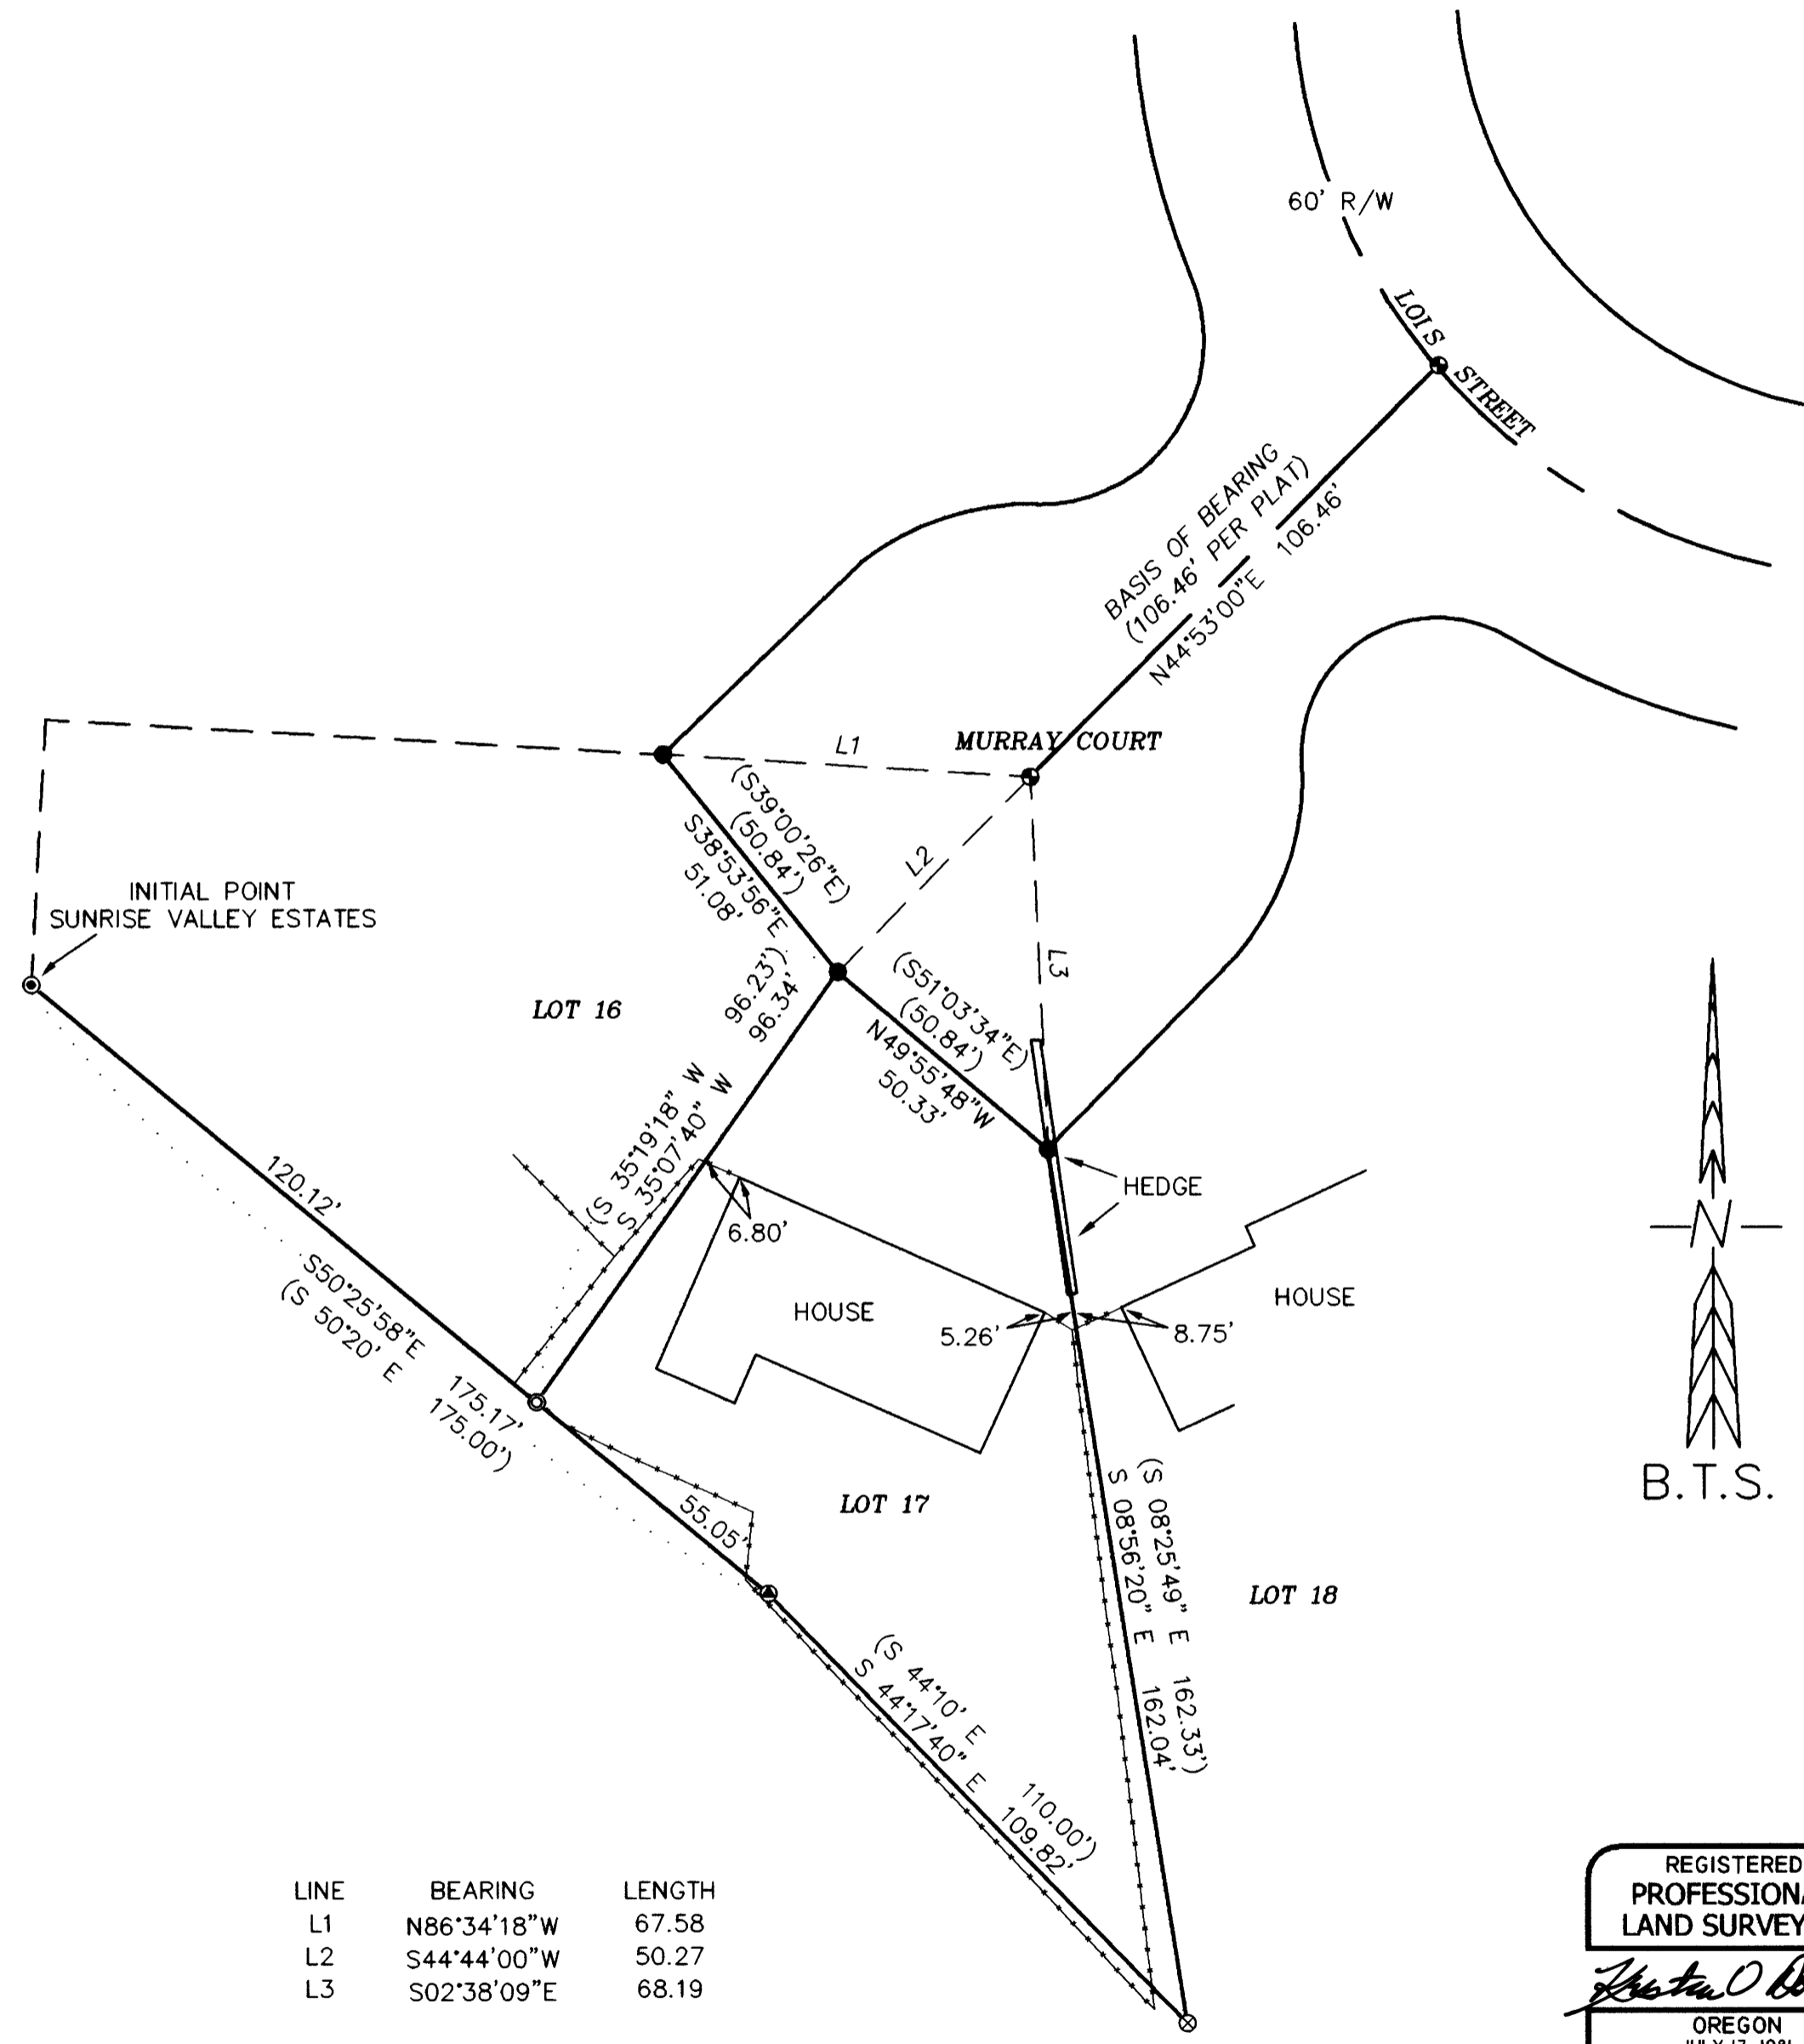 60' R/W
LOIS STREET
BASIS OF BEARING
(106.46' PER PLAT)
N44°53'00"E 106.46'
MURRAY COURT
L1
L2
L3
(S39°00'26"E)
(50.84')
S38°53'56"E
51.08'
INITIAL POINT
SUNRISE VALLEY ESTATES
LOT 16
(S 35°19'18" W 96.23')
S 35°07'40" W 96.34'
(S51°03'34"E)
(50.84')
N49°55'48"W
50.33'
HEDGE
6.80'
HOUSE
5.26'
8.75'
HOUSE
120.12'
S50°25'58"E 175.17'
(S 50°20' E 175.00')
55.05'
LOT 17
LOT 18
(S 08°25'49" E 162.33')
S 08°56'20" E 162.04'
(S 44°10' E 110.00')
S 44°17'40" E 109.82'
N
B.T.S.
LINE BEARING LENGTH
L1 N86°34'18"W 67.58
L2 S44°44'00"W 50.27
L3 S02°38'09"E 68.19
REGISTERED
PROFESSIONA
LAND SURVEY
OREGON